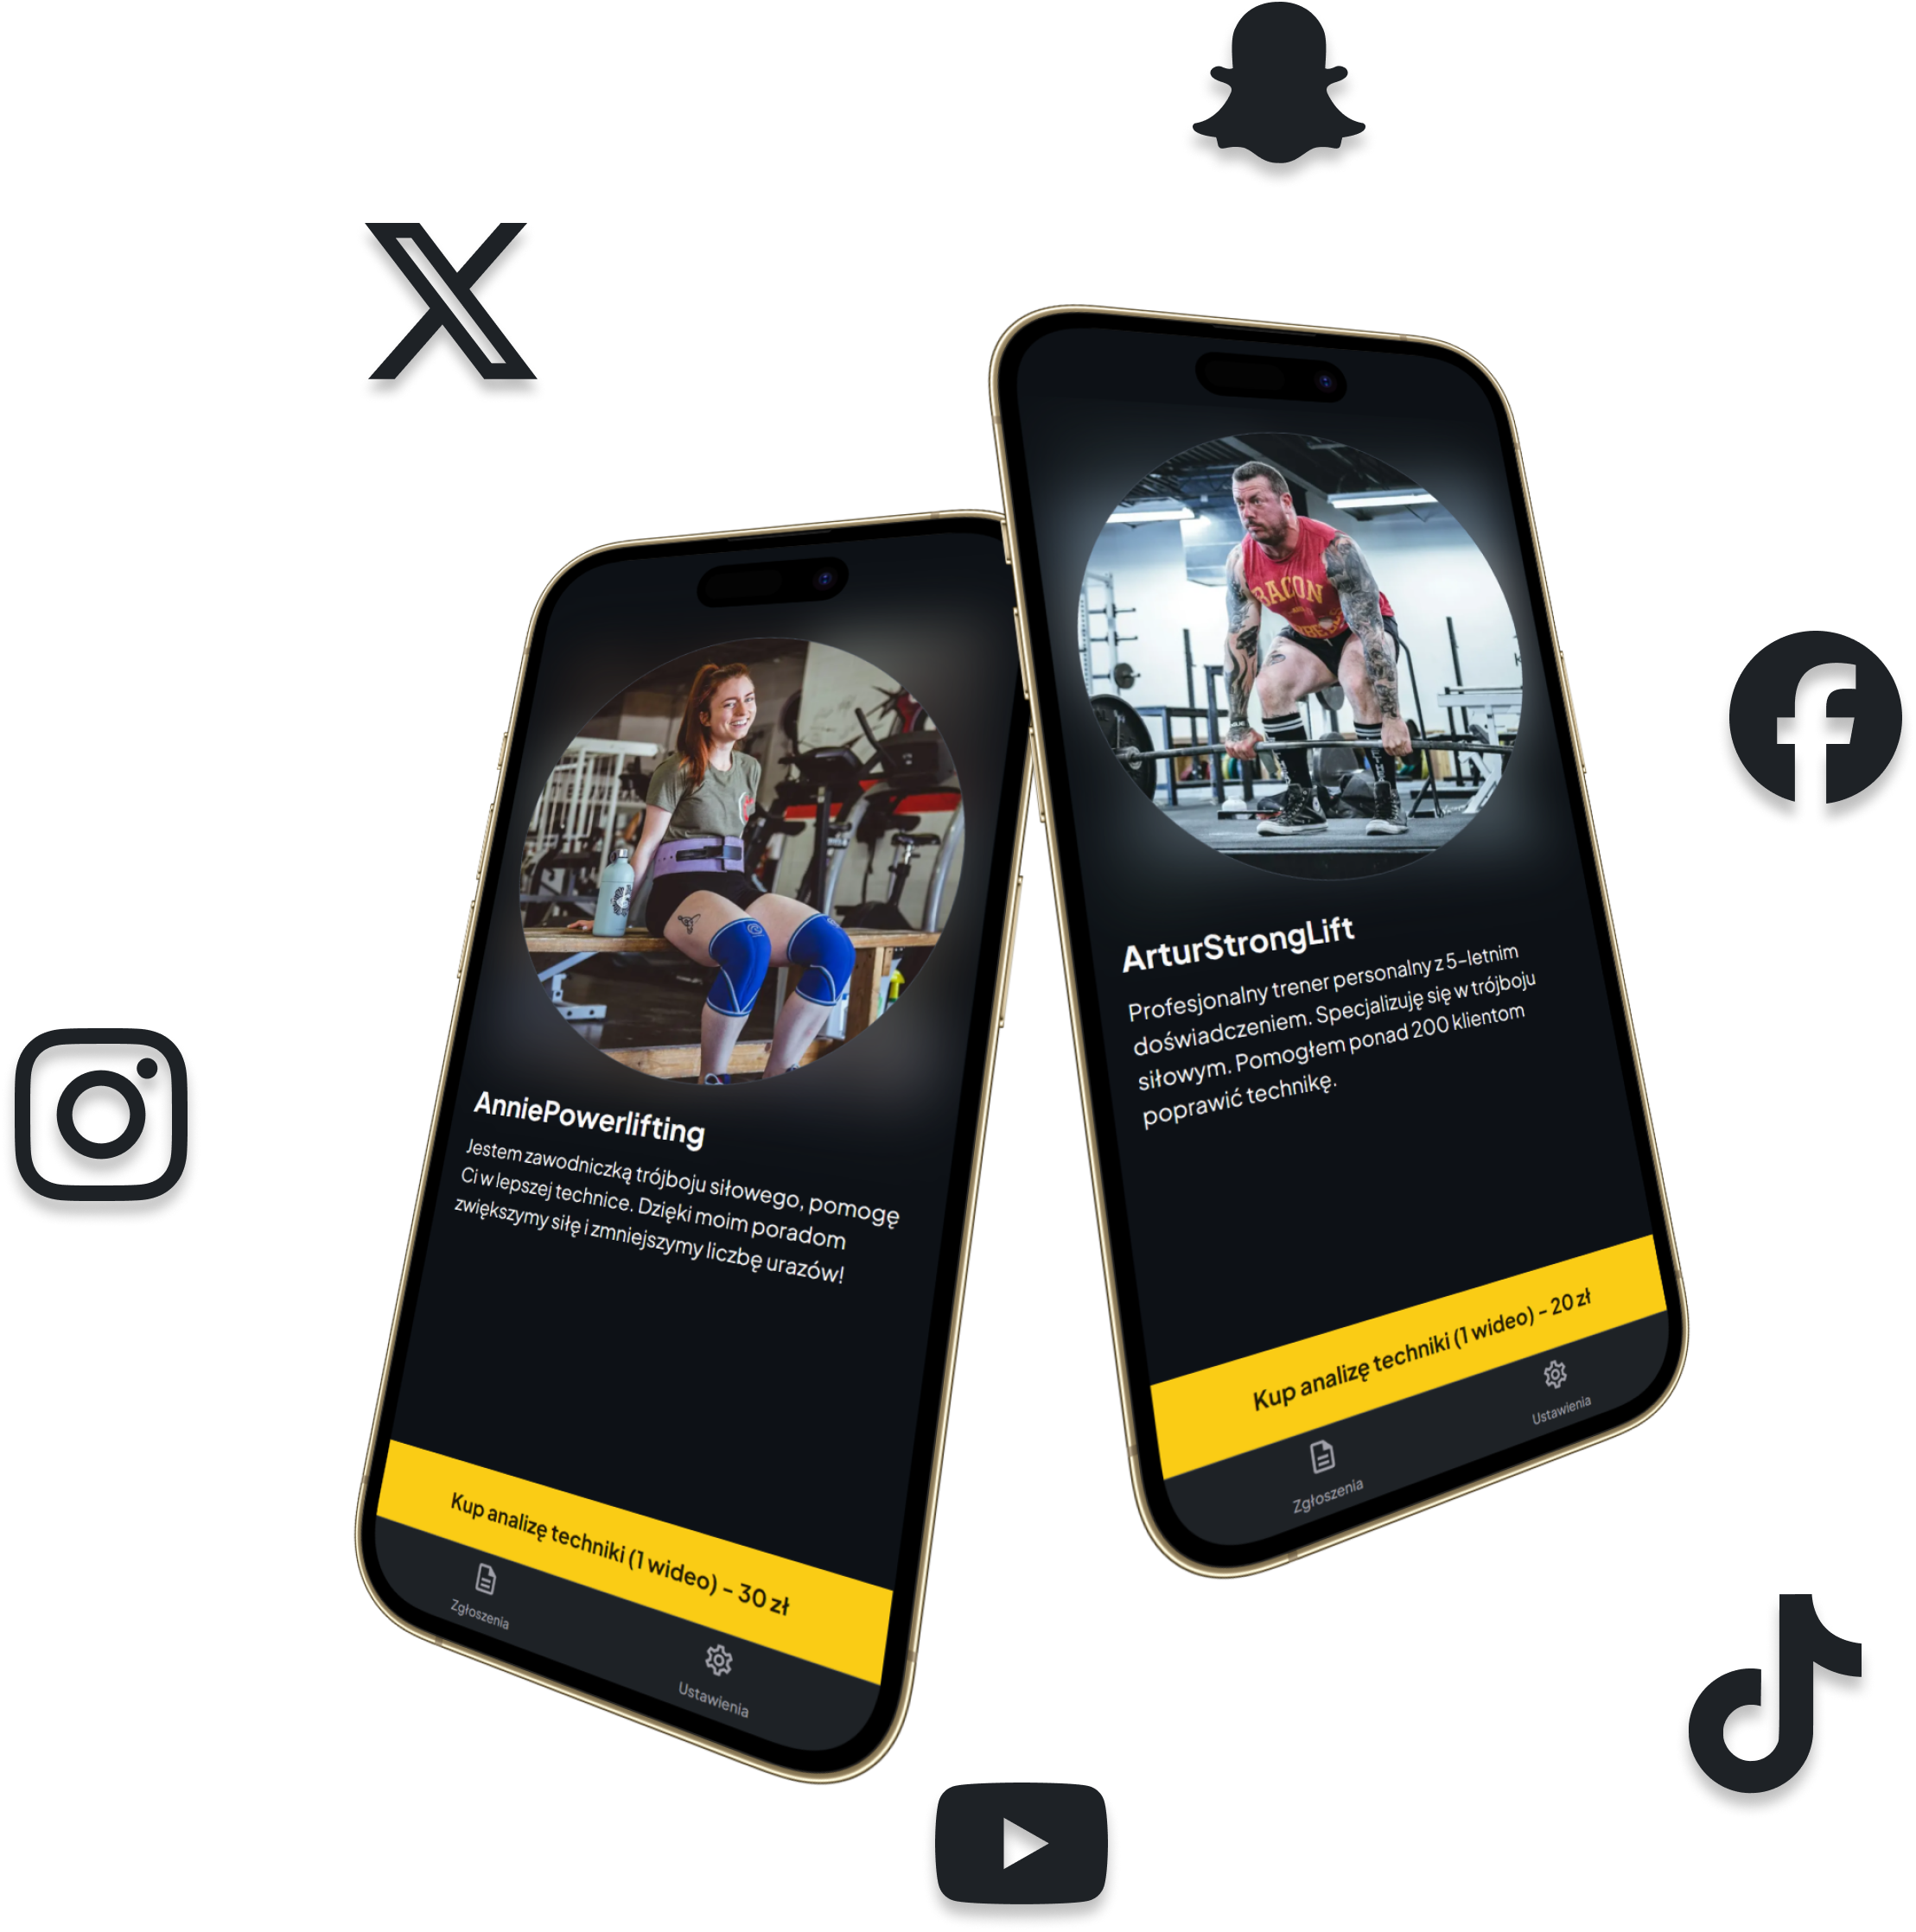 AnniePowerlifting
Jestem zawodniczką trójboju siłowego, pomogę
Ci w lepszej technice. Dzięki moim poradom
zwiększymy siłę i zmniejszymy liczbę urazów!
Kup analizę techniki (1 wideo) – 30 zł
Zgłoszenia
Ustawienia
BACON
ArturStrongLift
Profesjonalny trener personalny z 5-letnim
doświadczeniem. Specjalizuję się w trójboju
siłowym. Pomogłem ponad 200 klientom
poprawić technikę.
Kup analizę techniki (1 wideo) – 20 zł
Zgłoszenia
Ustawienia